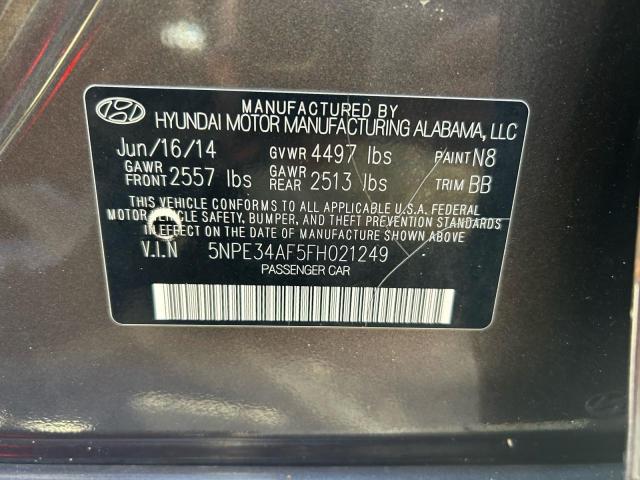 MANUFACTURED BY
HYUNDAI MOTOR MANUFACTURING ALABAMA, LLC
Jun/16/14 GVWR 4497 lbs PAINT N8
GAWR FRONT 2557 lbs GAWR REAR 2513 lbs TRIM BB
THIS VEHICLE CONFORMS TO ALL APPLICABLE U.S.A. FEDERAL
MOTOR VEHICLE SAFETY, BUMPER, AND THEFT PREVENTION STANDARDS
IN EFFECT ON THE DATE OF MANUFACTURE SHOWN ABOVE
V.I.N 5NPE34AF5FH021249
PASSENGER CAR